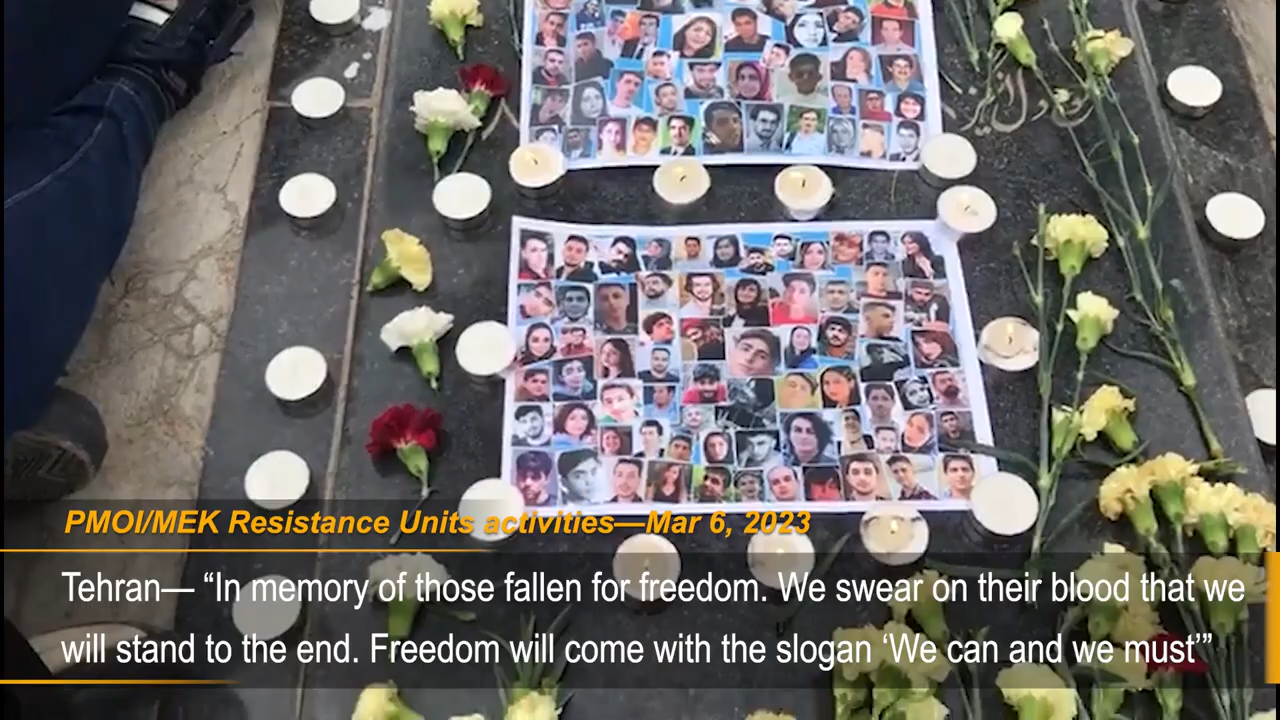 PMOI/MEK Resistance Units activities—Mar 6, 2023
Tehran— “In memory of those fallen for freedom. We swear on their blood that we
will stand to the end. Freedom will come with the slogan ‘We can and we must’”